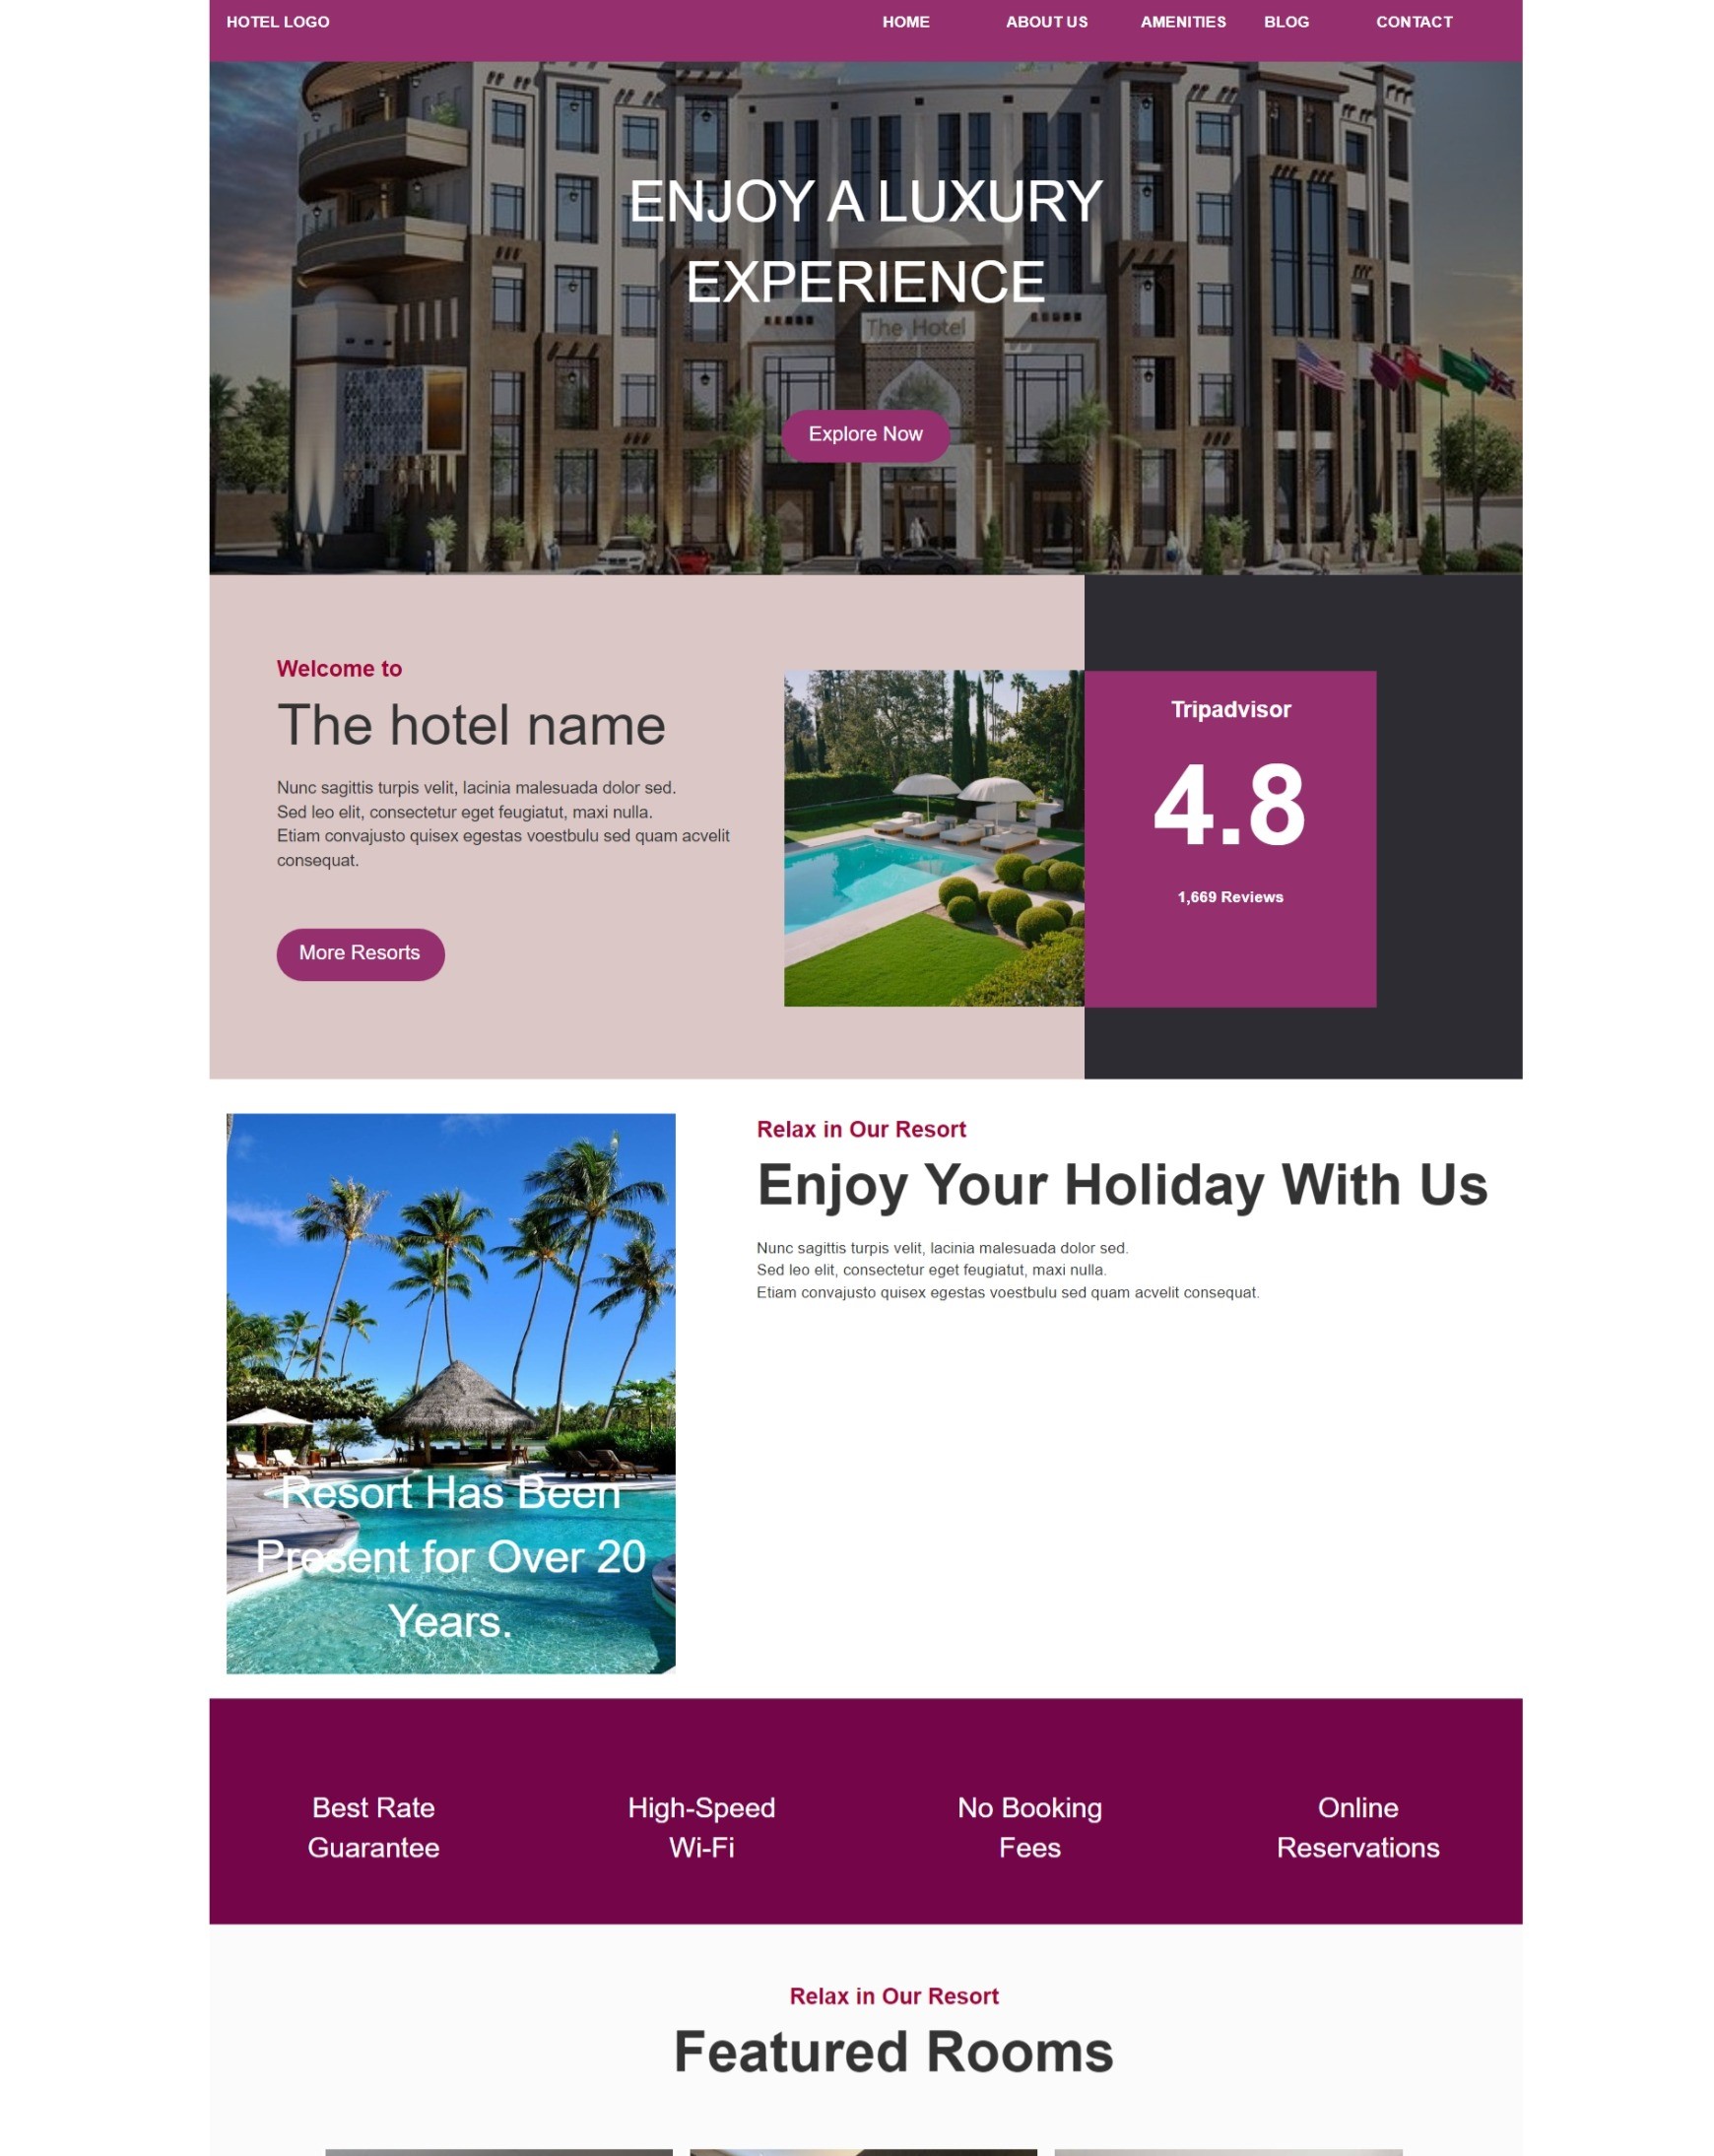 HOTEL LOGO
HOME
ABOUT US
AMENITIES
BLOG
CONTACT
ENJOY A LUXURY
EXPERIENCE
The Hotel
Explore Now
Welcome to
The hotel name
Nunc sagittis turpis velit, lacinia malesuada dolor sed.
Sed leo elit, consectetur eget feugiatut, maxi nulla.
Etiam convajusto quisex egestas voestbulu sed quam acvelit
consequat.
More Resorts
Tripadvisor
4.8
1,669 Reviews
Relax in Our Resort
Enjoy Your Holiday With Us
Nunc sagittis turpis velit, lacinia malesuada dolor sed.
Sed leo elit, consectetur eget feugiatut, maxi nulla.
Etiam convajusto quisex egestas voestbulu sed quam acvelit consequat.
Resort Has Been
Present for Over 20
Years.
Best Rate
Guarantee
High-Speed
Wi-Fi
No Booking
Fees
Online
Reservations
Relax in Our Resort
Featured Rooms